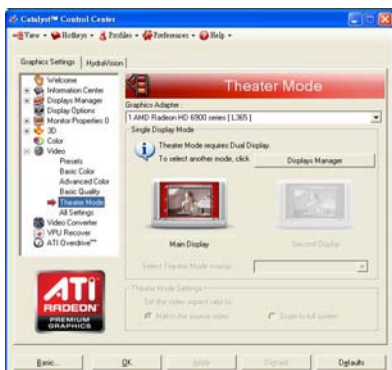 Catalyst™ Control Center
View Hotkeys Profiles Preferences Help
Graphics Settings HydraVision
Welcome
Information Center
Displays Manager
Display Options
Monitor Properties 0
3D
Color
Video
Presets
Basic Color
Advanced Color
Basic Quality
Theater Mode
All Settings
Video Converter
VPU Recover
ATI Overdrive™
ATI
RADEON
PREMIUM
GRAPHICS
Theater Mode
Graphics Adapter:
1.AMD Radeon HD 6900 series [ L365 ]
Single Display Mode
Theater Mode requires Dual Display.
To select another mode, click
Displays Manager
Main Display
Second Display
Select Theater Mode overlay
Theater Mode Settings
Set the video aspect ratio to:
Match the source video
Scale to full screen
Basic...
OK
Apply
Discard
Defaults